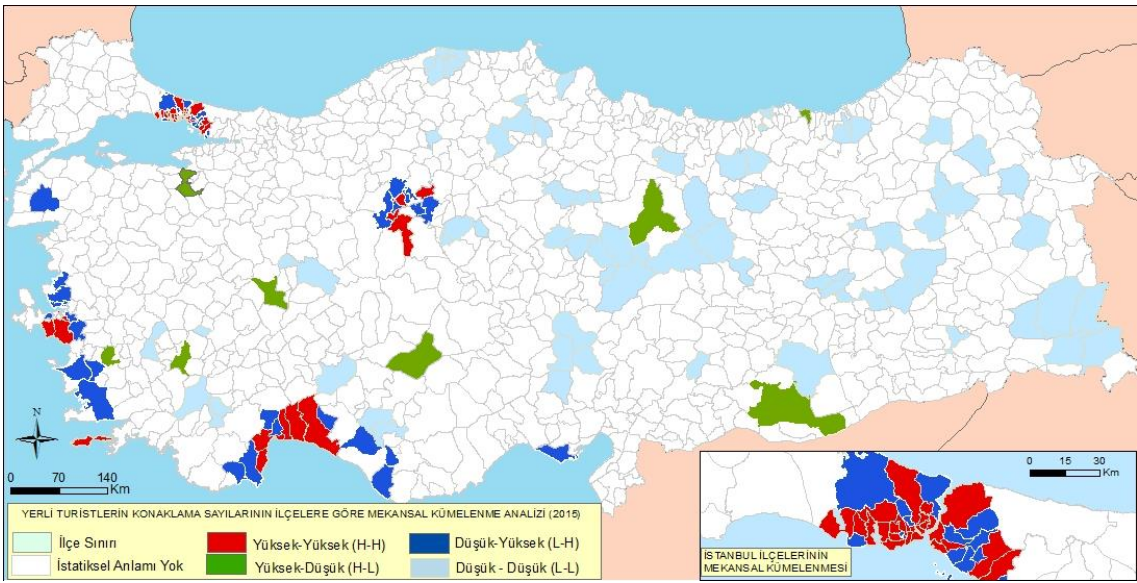 N
0 70 140
Km
YERLİ TURİSTLERİN KONAKLAMA SAYILARININ İLÇELERE GÖRE MEKANSAL KÜMELENME ANALİZİ (2015)
İlçe Sınırı
Yüksek-Yüksek (H-H)
Düşük-Yüksek (L-H)
İstatiksel Anlamı Yok
Yüksek-Düşük (H-L)
Düşük - Düşük (L-L)
0 15 30
Km
İSTANBUL İLÇELERİNİN
MEKANSAL KÜMELENMESİ